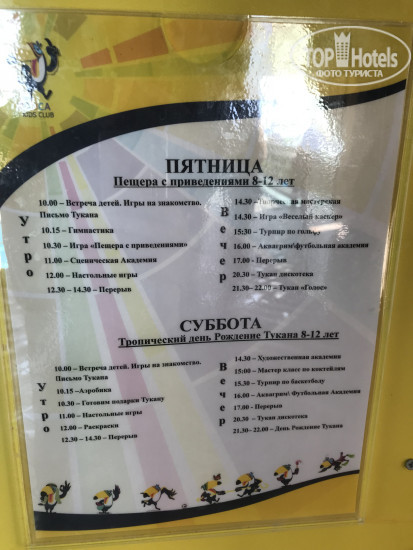 TOP Hotels
ФОТО ТУРИСТА
KIDS CLUB
ПЯТНИЦА
Пещера с приведениями 8-12 лет
Утро
10.00 – Встреча детей. Игры на знакомство.
Письмо Тукана
10.15 – Гимнастика
10.30 – Игра «Пещера с приведениями»
11.00 – Сценическая Академия
12.00 – Настольные игры
12.30 – 14.30 – Перерыв
Вечер
14.30 – мастерская
14.30 – Игра «Веселый
15:30 – Турнир по гольфу
16.00 – Аквагрим/футбольная академия
17.00 - Перерыв
20.30 – Тукан дискотека
21.30 – 22.00 – Тукан «Голос»
СУББОТА
Тропический день Рождение Тукана 8-12 лет
Утро
10.00 – Встреча детей. Игры на знакомство.
Письмо Тукана
10.15 –Аэробика
10.30 – Готовим подарки Тукану
11.00 – Настольные игры
12.00 – Раскраски
12.30 – 14.30 – Перерыв
Вечер
14.30 – Художественная академия
15:00 – Мастер класс по коктейлям
15.30 – Турнир по баскетболу
16.00 – Аквагрим/ Футбольная Академия
17.00 – Перерыв
20.30 – Тукан дискотека
21.30– 22.00 – День Рождение Тукана